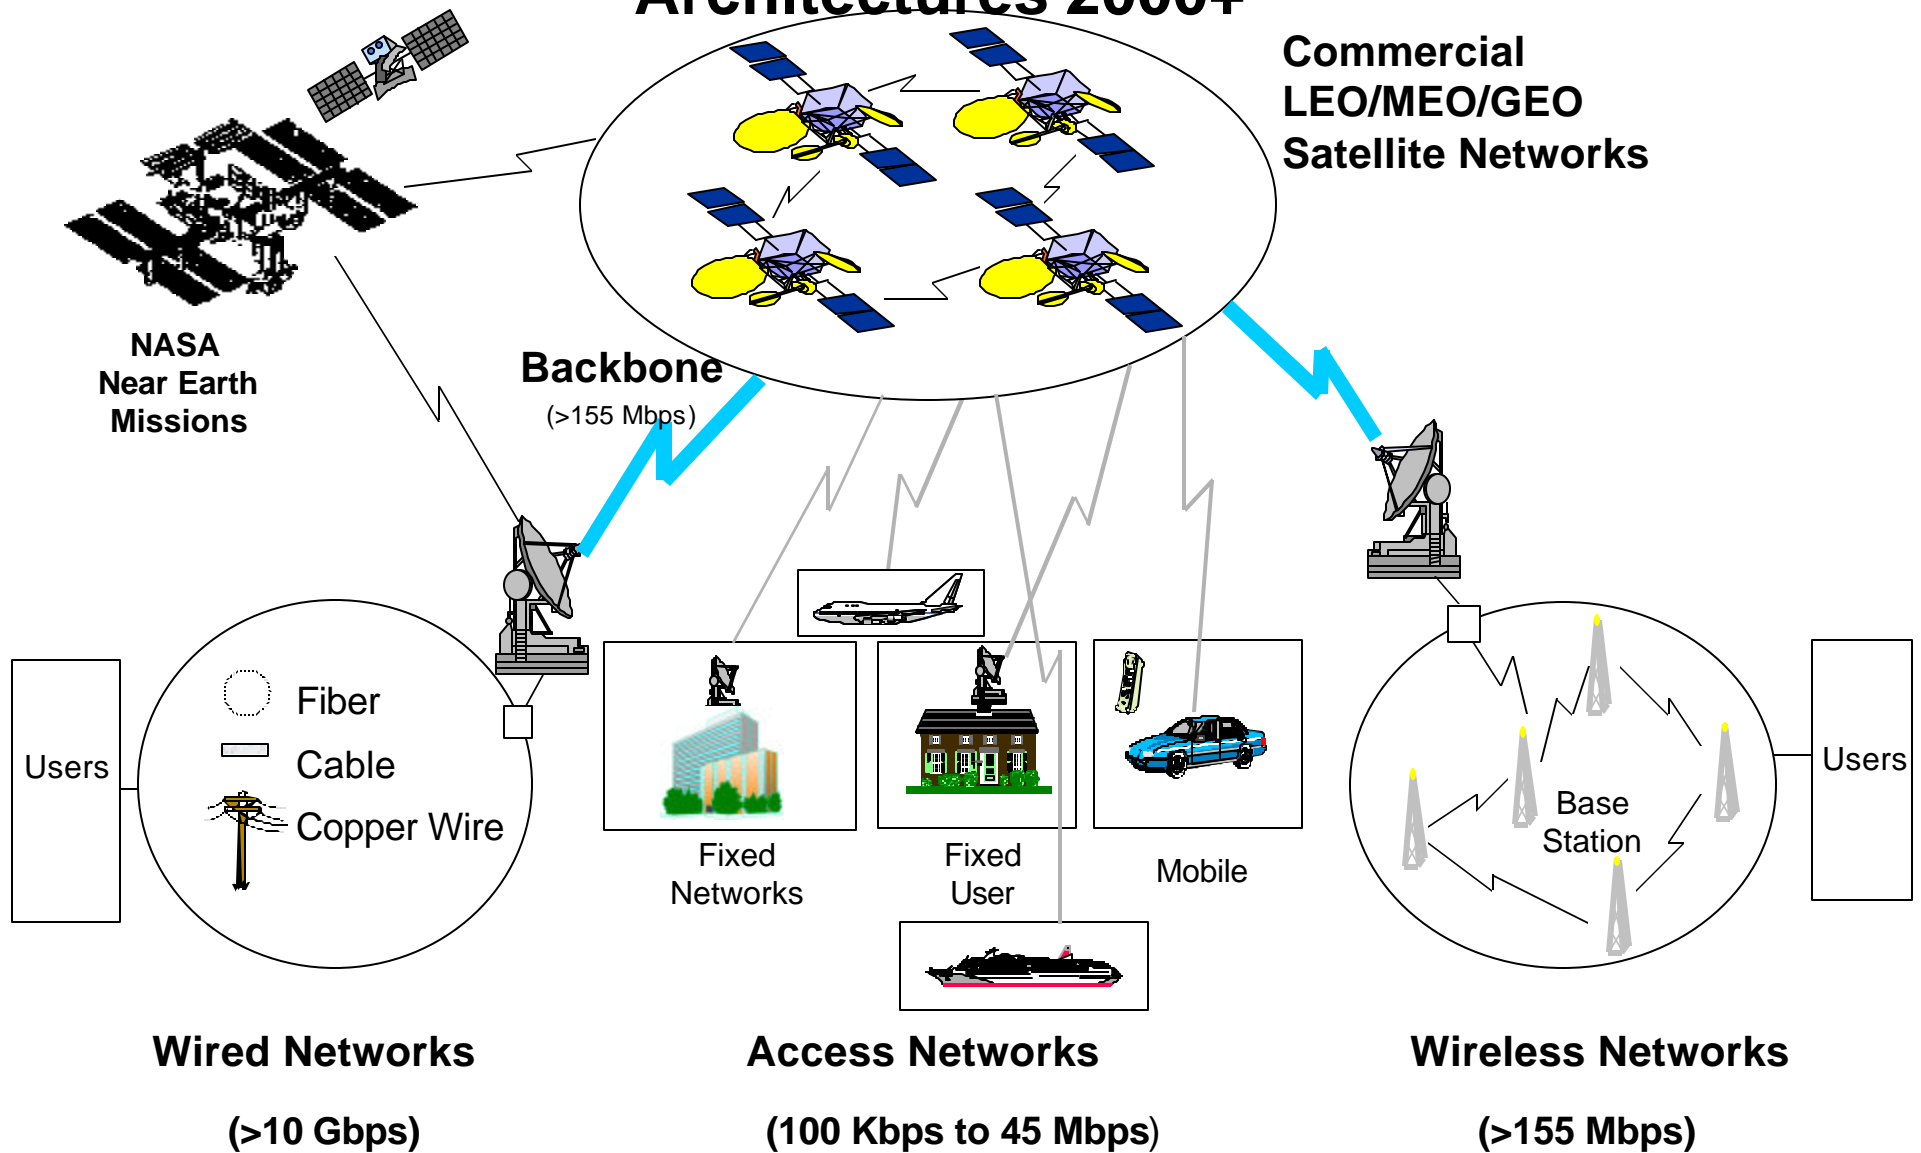 Architectures 2000+
Commercial
LEO/MEO/GEO
Satellite Networks
NASA
Near Earth
Missions
Backbone
(>155 Mbps)
Users
Fiber
Cable
Copper Wire
Fixed
Networks
Fixed
User
Mobile
Base
Station
Users
Wired Networks
(>10 Gbps)
Access Networks
(100 Kbps to 45 Mbps)
Wireless Networks
(>155 Mbps)